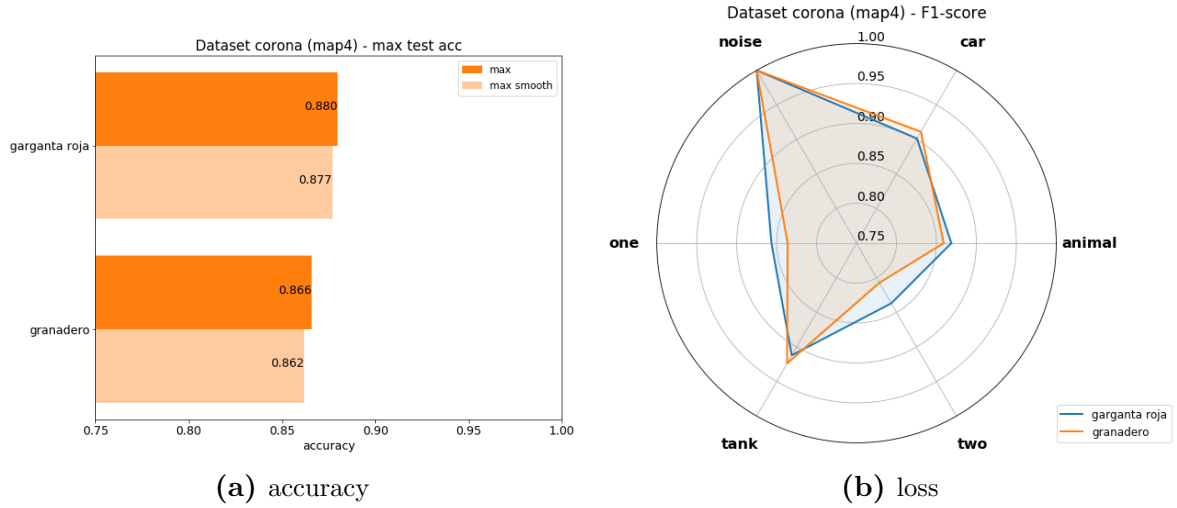 Dataset corona (map4) - max test acc
max
max smooth
garganta roja
0.880
0.877
granadero
0.866
0.862
0.75 0.80 0.85 0.90 0.95 1.00
accuracy
(a) accuracy
Dataset corona (map4) - F1-score
noise
car
1.00
0.95
0.90
0.85
0.80
0.75
one
animal
tank
two
garganta roja
granadero
(b) loss